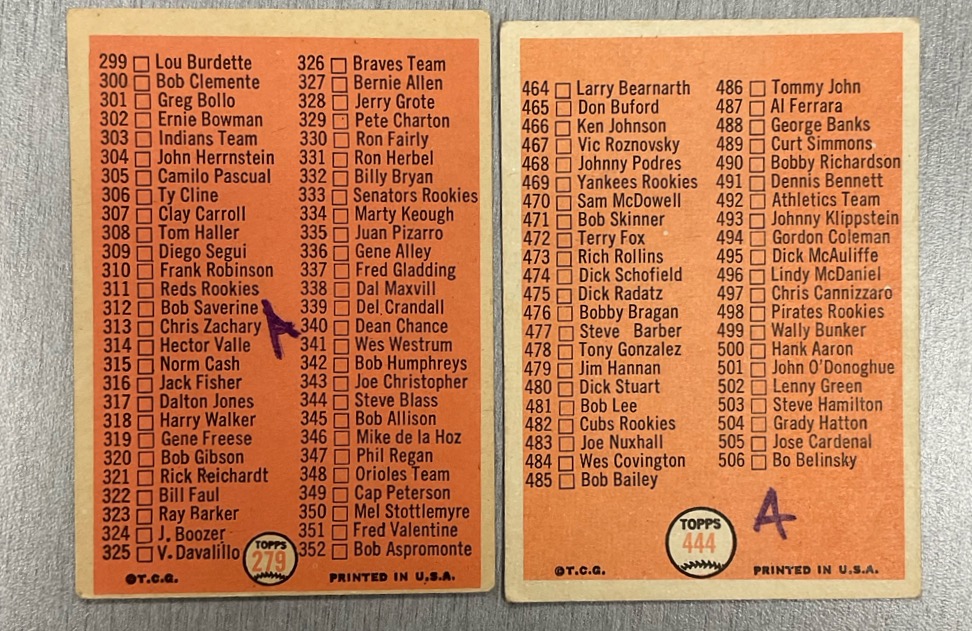 299 Lou Burdette
300 Bob Clemente
301 Greg Bollo
302 Ernie Bowman
303 Indians Team
304 John Herrnstein
305 Camilo Pascual
306 Ty Cline
307 Clay Carroll
308 Tom Haller
309 Diego Segui
310 Frank Robinson
311 Reds Rookies
312 Bob Saverine
313 Chris Zachary
314 Hector Valle
315 Norm Cash
316 Jack Fisher
317 Dalton Jones
318 Harry Walker
319 Gene Freese
320 Bob Gibson
321 Rick Reichardt
322 Bill Faul
323 Ray Barker
324 J. Boozer
325 V. Davalillo
326 Braves Team
327 Bernie Allen
328 Jerry Grote
329 Pete Charton
330 Ron Fairly
331 Ron Herbel
332 Billy Bryan
333 Senators Rookies
334 Marty Keough
335 Juan Pizarro
336 Gene Alley
337 Fred Gladding
338 Dal Maxvill
339 Del Crandall
340 Dean Chance
341 Wes Westrum
342 Bob Humphreys
343 Joe Christopher
344 Steve Blass
345 Bob Allison
346 Mike de la Hoz
347 Phil Regan
348 Orioles Team
349 Cap Peterson
350 Mel Stottlemyre
351 Fred Valentine
352 Bob Aspromonte
A
TOPPS
279
©T.C.G. PRINTED IN U.S.A.
464 Larry Bearnarth
465 Don Buford
466 Ken Johnson
467 Vic Roznovsky
468 Johnny Podres
469 Yankees Rookies
470 Sam McDowell
471 Bob Skinner
472 Terry Fox
473 Rich Rollins
474 Dick Schofield
475 Dick Radatz
476 Bobby Bragan
477 Steve Barber
478 Tony Gonzalez
479 Jim Hannan
480 Dick Stuart
481 Bob Lee
482 Cubs Rookies
483 Joe Nuxhall
484 Wes Covington
485 Bob Bailey
486 Tommy John
487 Al Ferrara
488 George Banks
489 Curt Simmons
490 Bobby Richardson
491 Dennis Bennett
492 Athletics Team
493 Johnny Klippstein
494 Gordon Coleman
495 Dick McAuliffe
496 Lindy McDaniel
497 Chris Cannizzaro
498 Pirates Rookies
499 Wally Bunker
500 Hank Aaron
501 John O'Donoghue
502 Lenny Green
503 Steve Hamilton
504 Grady Hatton
505 Jose Cardenal
506 Bo Belinsky
A
TOPPS
444
©T.C.G. PRINTED IN U.S.A.